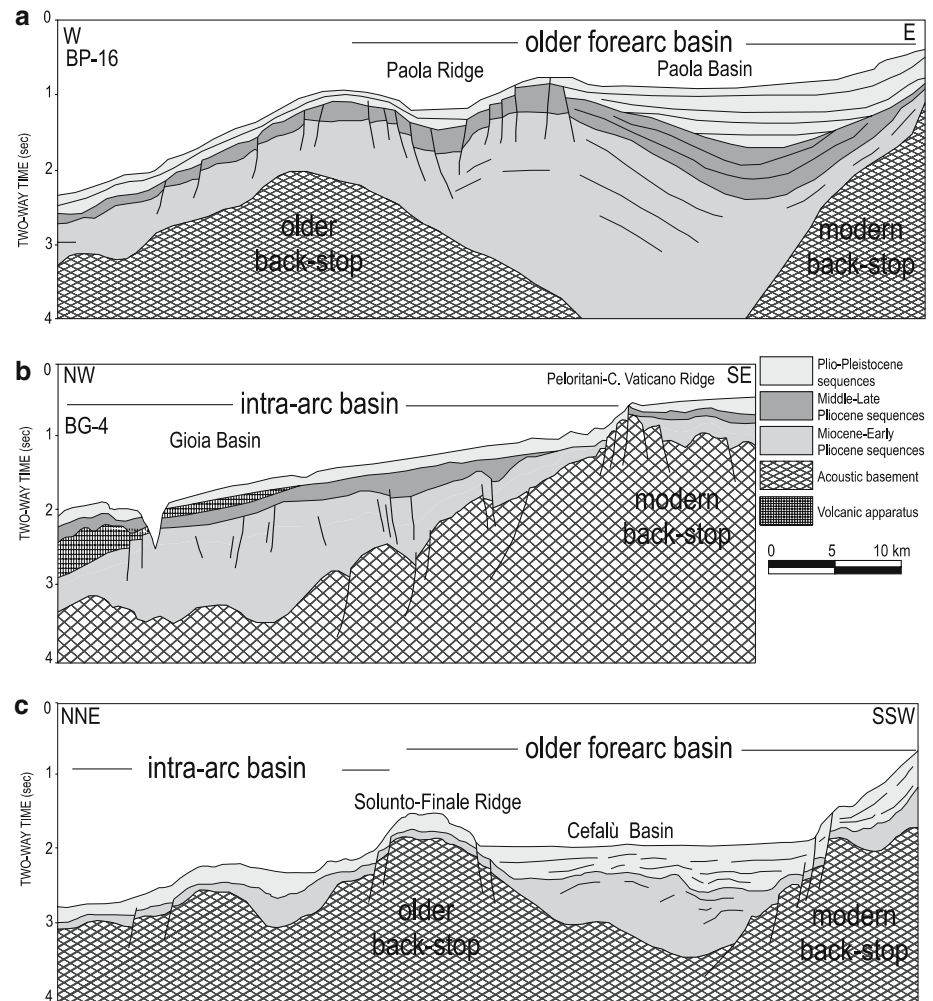 a
W
BP-16
E
older forearc basin
Paola Ridge
Paola Basin
older
back-stop
modern
back-stop
TWO-WAY TIME (sec)
0
1
2
3
4
b
NW
SE
Peloritani-C. Vaticano Ridge
intra-arc basin
BG-4
Gioia Basin
modern
back-stop
TWO-WAY TIME (sec)
0
1
2
3
4
Plio-Pleistocene
sequences
Middle-Late
Pliocene sequences
Miocene-Early
Pliocene sequences
Acoustic basement
Volcanic apparatus
0 5 10 km
c
NNE
SSW
older forearc basin
intra-arc basin
Solunto-Finale Ridge
Cefalù Basin
older
back-stop
modern
back-stop
TWO-WAY TIME (sec)
0
1
2
3
4